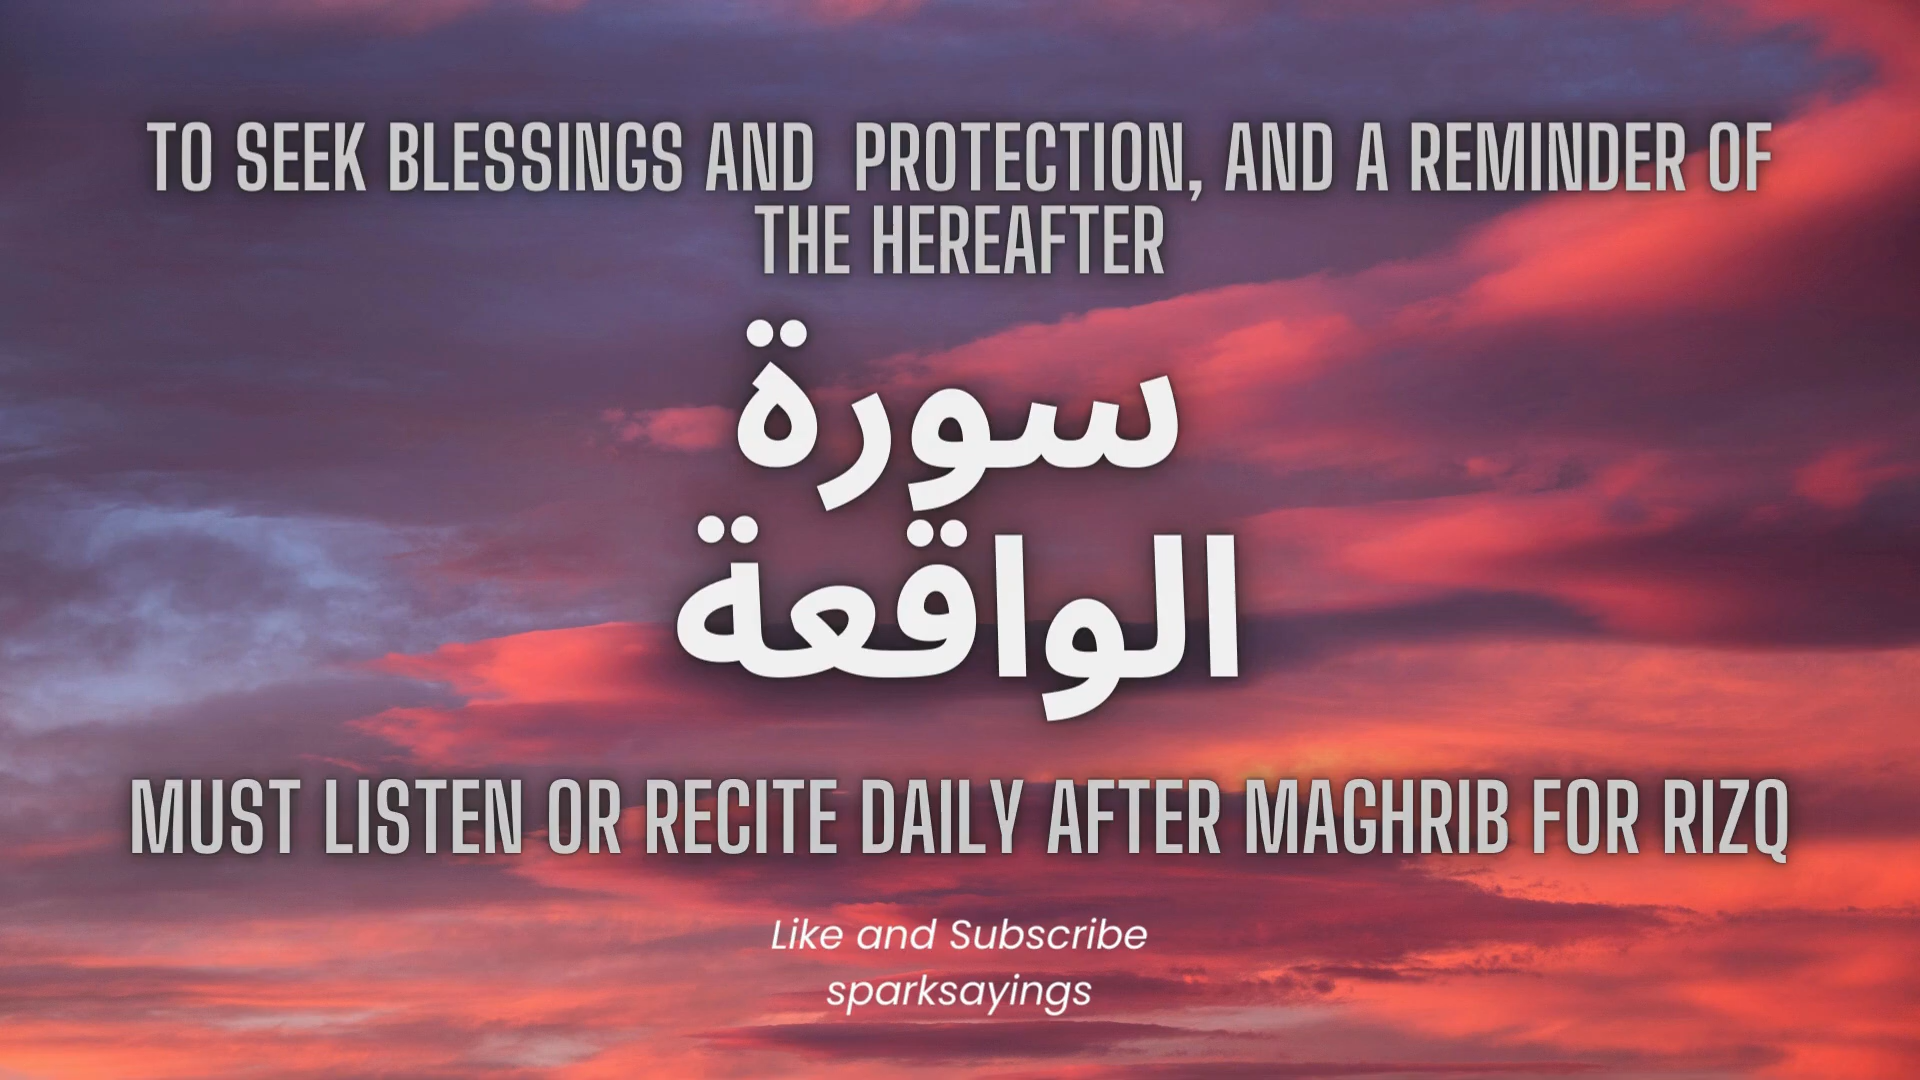 TO SEEK BLESSINGS AND PROTECTION, AND A REMINDER OF
THE HEREAFTER
سورة
الواقعة
MUST LISTEN OR RECITE DAILY AFTER MAGHRIB FOR RIZQ
Like and Subscribe
sparksayings